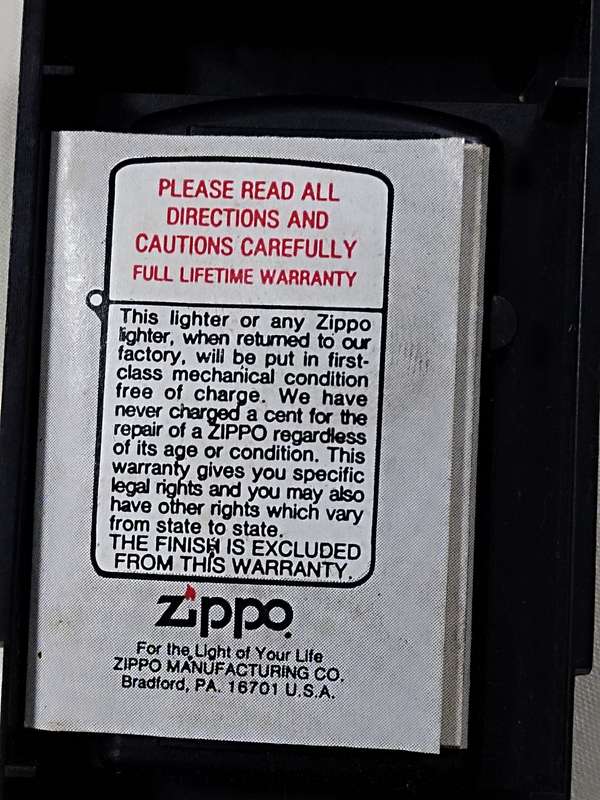 PLEASE READ ALL
DIRECTIONS AND
CAUTIONS CAREFULLY
FULL LIFETIME WARRANTY
This lighter or any Zippo
lighter, when returned to our
factory, will be put in first-
class mechanical condition
free of charge. We have
never charged a cent for the
repair of a ZIPPO regardless
of its age or condition. This
warranty gives you specific
legal rights and you may also
have other rights which vary
from state to state.
THE FINISH IS EXCLUDED
FROM THIS WARRANTY.
Zippo
For the Light of Your Life
ZIPPO MANUFACTURING CO.
Bradford, PA. 16701 U.S.A.